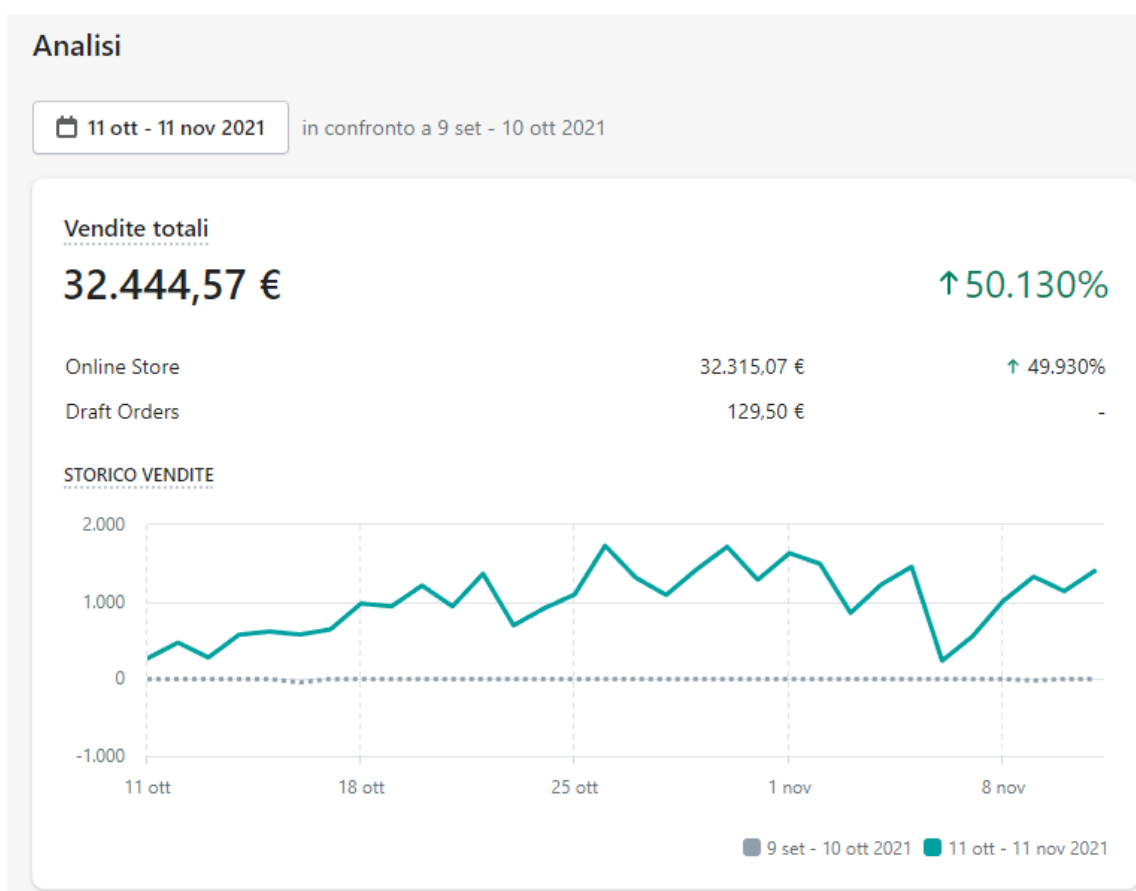 Analisi
11 ott - 11 nov 2021 in confronto a 9 set - 10 ott 2021
Vendite totali
32.444,57 € ↑50.130%
Online Store 32.315,07 € ↑ 49.930%
Draft Orders 129,50 € -
STORICO VENDITE
2.000
1.000
0
-1.000
11 ott 18 ott 25 ott 1 nov 8 nov
9 set - 10 ott 2021 11 ott - 11 nov 2021